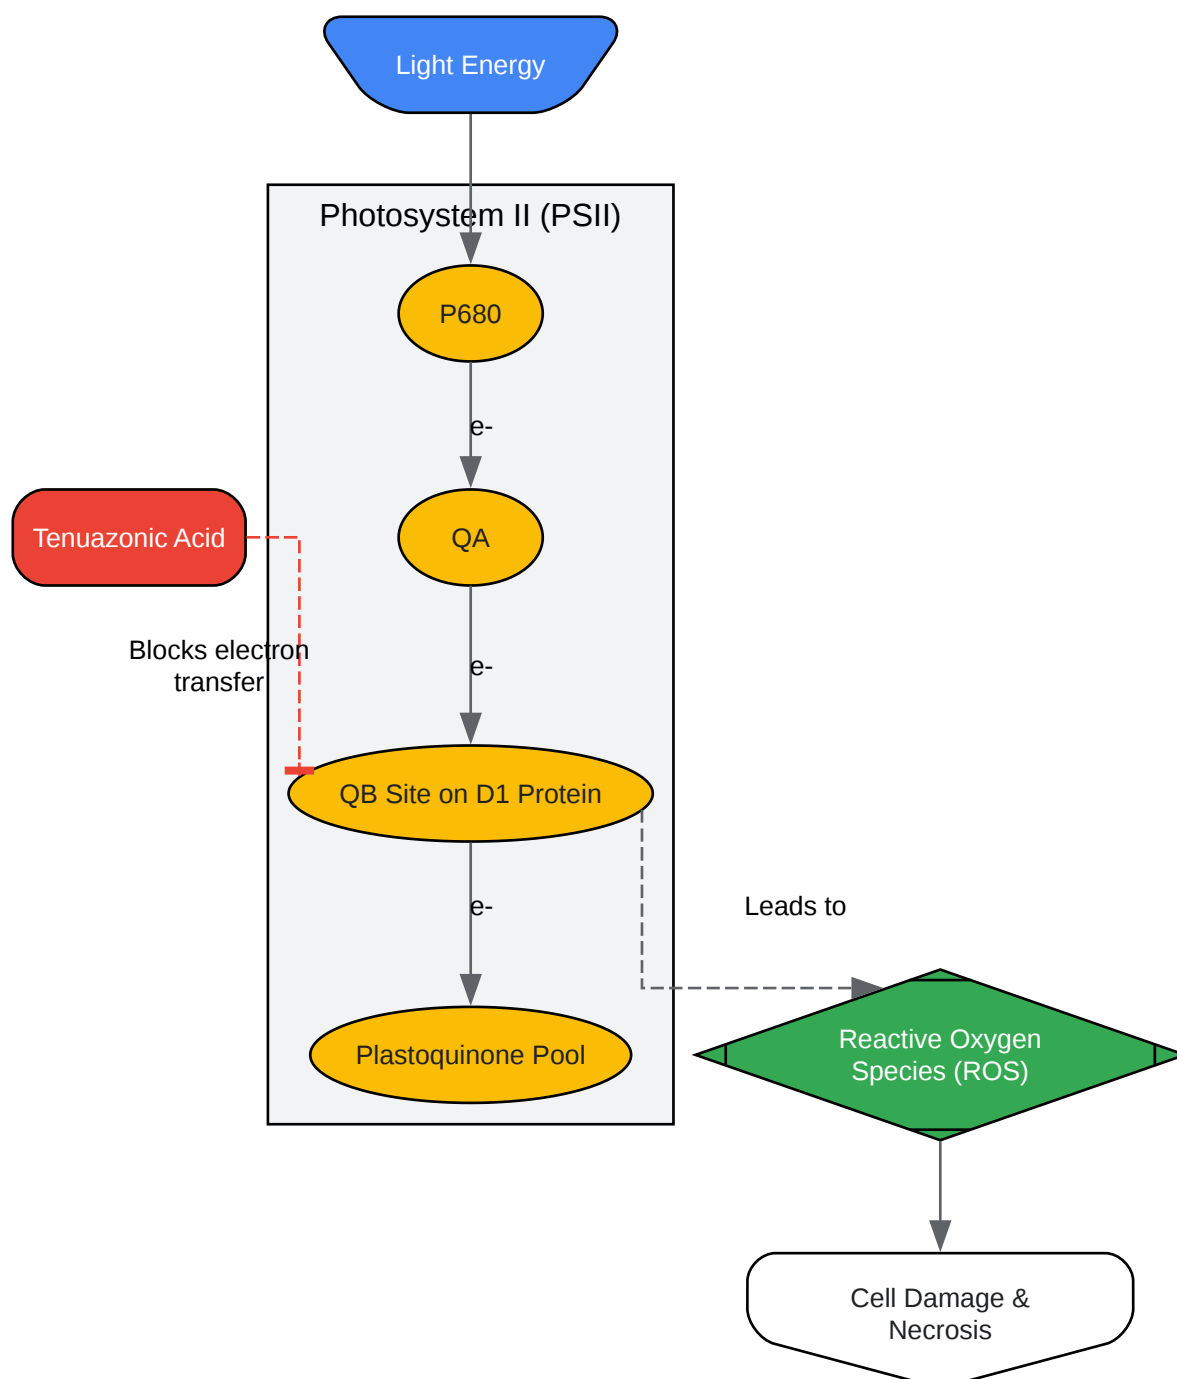 Light Energy
Photosystem II (PSII)
P680
e-
Tenuazonic Acid
QA
Blocks electron
transfer
e-
QB Site on D1 Protein
e-
Leads to
Plastoquinone Pool
Reactive Oxygen
Species (ROS)
Cell Damage &
Necrosis